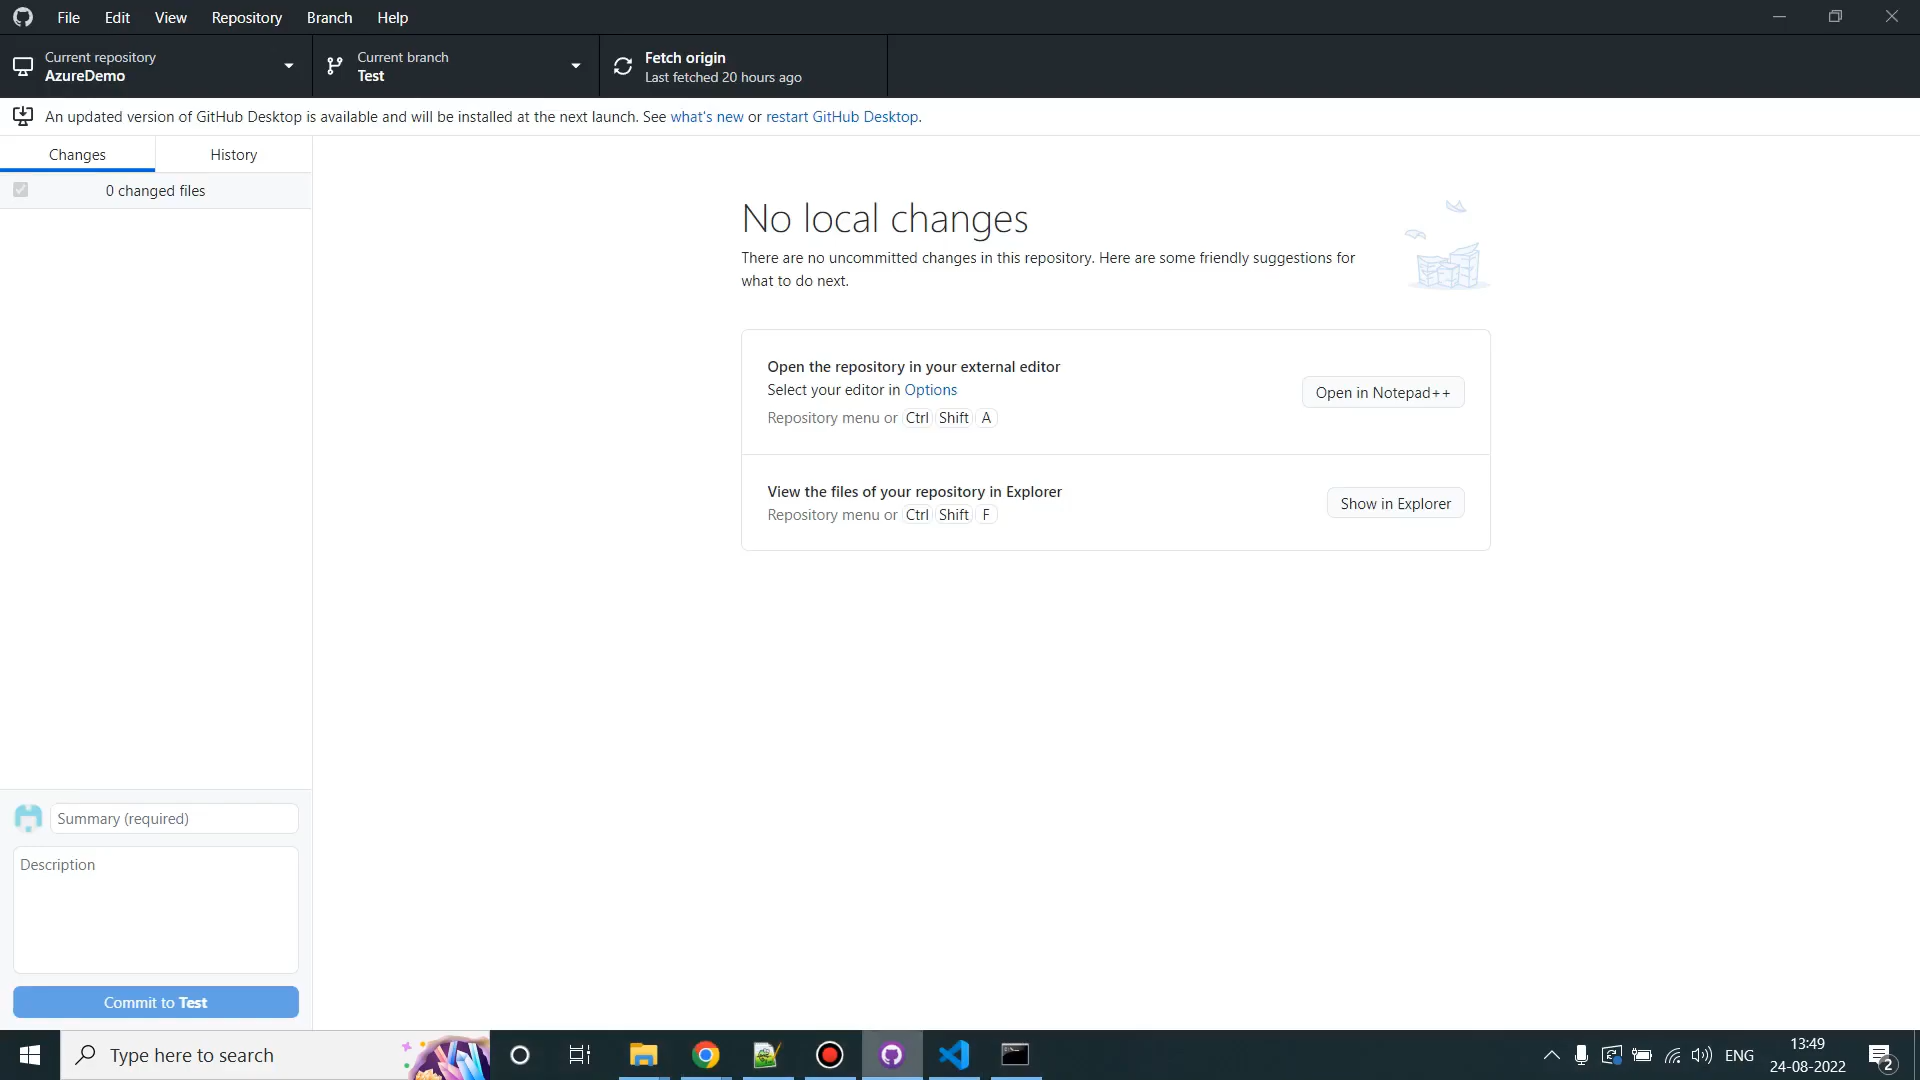 File Edit View Repository Branch Help
Current repository
AzureDemo
Current branch
Test
Fetch origin
Last fetched 20 hours ago
An updated version of GitHub Desktop is available and will be installed at the next launch. See what's new or restart GitHub Desktop.
Changes History
0 changed files
No local changes
There are no uncommitted changes in this repository. Here are some friendly suggestions for
what to do next.
Open the repository in your external editor
Select your editor in Options
Repository menu or Ctrl Shift A
Open in Notepad++
View the files of your repository in Explorer
Repository menu or Ctrl Shift F
Show in Explorer
Summary (required)
Description
Commit to Test
Type here to search
ENG
13:49
24-08-2022
2